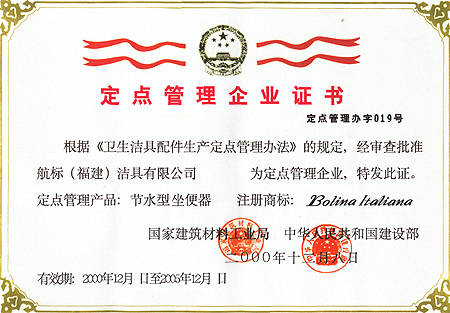 定点管理企业证书
定点管理办字019号
根据《卫生洁具配件生产定点管理办法》的规定，经审查批准
航标（福建）洁具有限公司 为定点管理企业，特发此证。
定点管理产品：节水型坐便器 注册商标：Bolina Italiana
国家建筑材料工业局 中华人民共和国建设部
二000年十 月八日
有效期：2000年12月 日至2005年12月 日